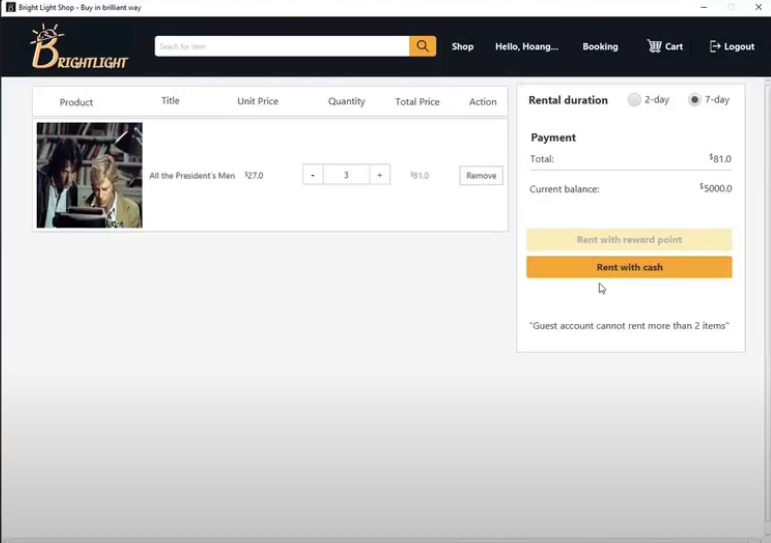 Bright Light Shop - Buy in brilliant way
BRIGHTLIGHT
Seach for item
Shop
Hello, Hoang...
Booking
Cart
Logout
Product Title Unit Price Quantity Total Price Action
All the President's Men $27.0 - 3 + $81.0 Remove
Rental duration 2-day 7-day
Payment
Total: $81.0
Current balance: $5000.0
Rent with reward point
Rent with cash
"Guest account cannot rent more than 2 items"